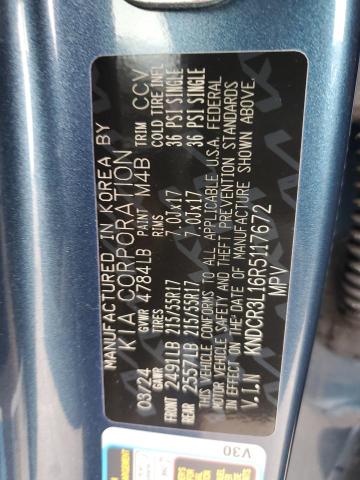 MANUFACTURED IN KOREA BY
KIA CORPORATION
03/24 GVWR 4784LB PAINT M4B TRIM CCV
GAWR RIMS COLD TIRE INFL
FRONT 2491LB 215/55R17 7.0Jx17 36 PSI SINGLE
REAR 2557LB 215/55R17 7.0Jx17 36 PSI SINGLE
THIS VEHICLE CONFORMS TO ALL APPLICABLE U.S.A. FEDERAL
MOTOR VEHICLE SAFETY AND THEFT PREVENTION STANDARDS
IN EFFECT ON THE DATE OF MANUFACTURE SHOWN ABOVE.
V.I.N KNDCR3L16R5117672
MPV
V30